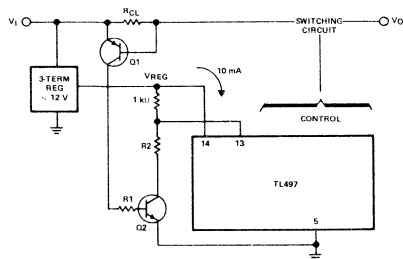 VI
RCL
SWITCHING
CIRCUIT
VO
Q1
3-TERM
REG
≈ 12 V
VREG
10 mA
1 kΩ
CONTROL
14
13
R2
TL497
R1
Q2
5